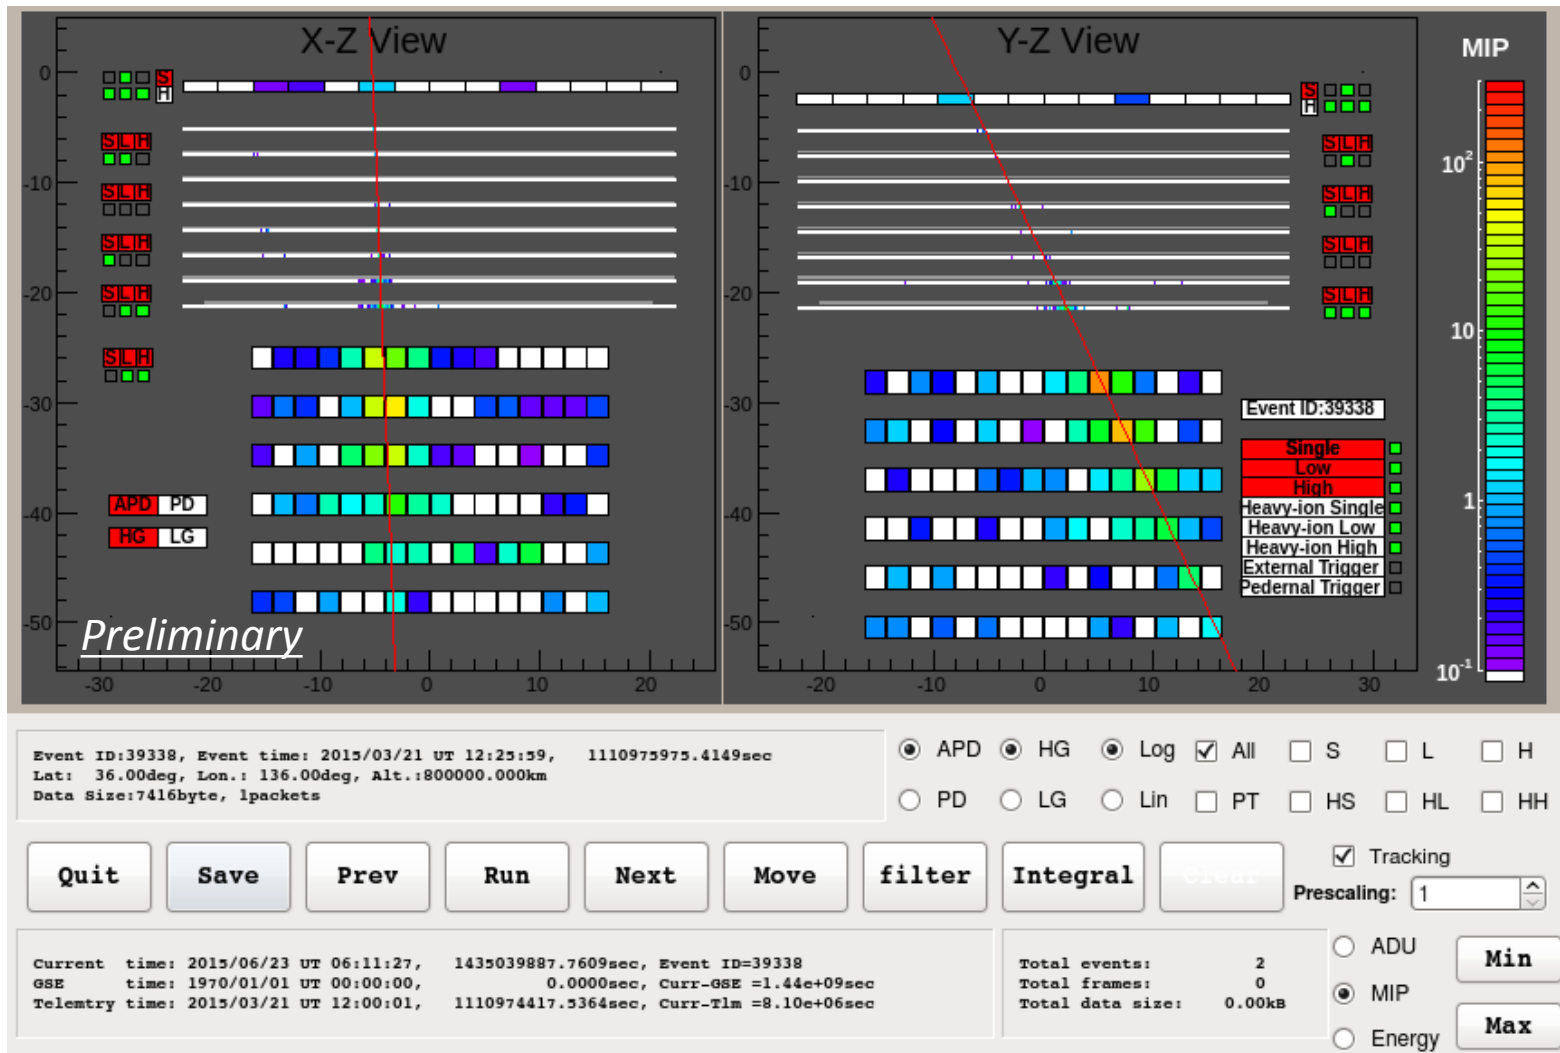 X-Z View
Y-Z View
MIP
0
-10
-20
-30
-40
-50
-30 -20 -10 0 10 20
S
H
S L H
S L H
S L H
S L H
S L H
APD PD
HG LG
Preliminary
0
-10
-20
-30
-40
-50
-20 -10 0 10 20 30
S
H
S L H
S L H
S L H
S L H
Event ID:39338
Single
Low
High
Heavy-ion Single
Heavy-ion Low
Heavy-ion High
External Trigger
Pedernal Trigger
10²
10
1
10⁻¹
Event ID:39338, Event time: 2015/03/21 UT 12:25:59, 1110975975.4149sec
Lat: 36.00deg, Lon.: 136.00deg, Alt.:800000.000km
Data Size:7416byte, 1packets
APD HG Log All S L H
PD LG Lin PT HS HL HH
Quit Save Prev Run Next Move filter Integral Clear
Tracking
Prescaling: 1
Current time: 2015/06/23 UT 06:11:27, 1435039887.7609sec, Event ID=39338
GSE time: 1970/01/01 UT 00:00:00, 0.0000sec, Curr-GSE =1.44e+09sec
Telemtry time: 2015/03/21 UT 12:00:01, 1110974417.5364sec, Curr-Tlm =8.10e+06sec
Total events: 2
Total frames: 0
Total data size: 0.00kB
ADU
MIP
Energy
Min
Max